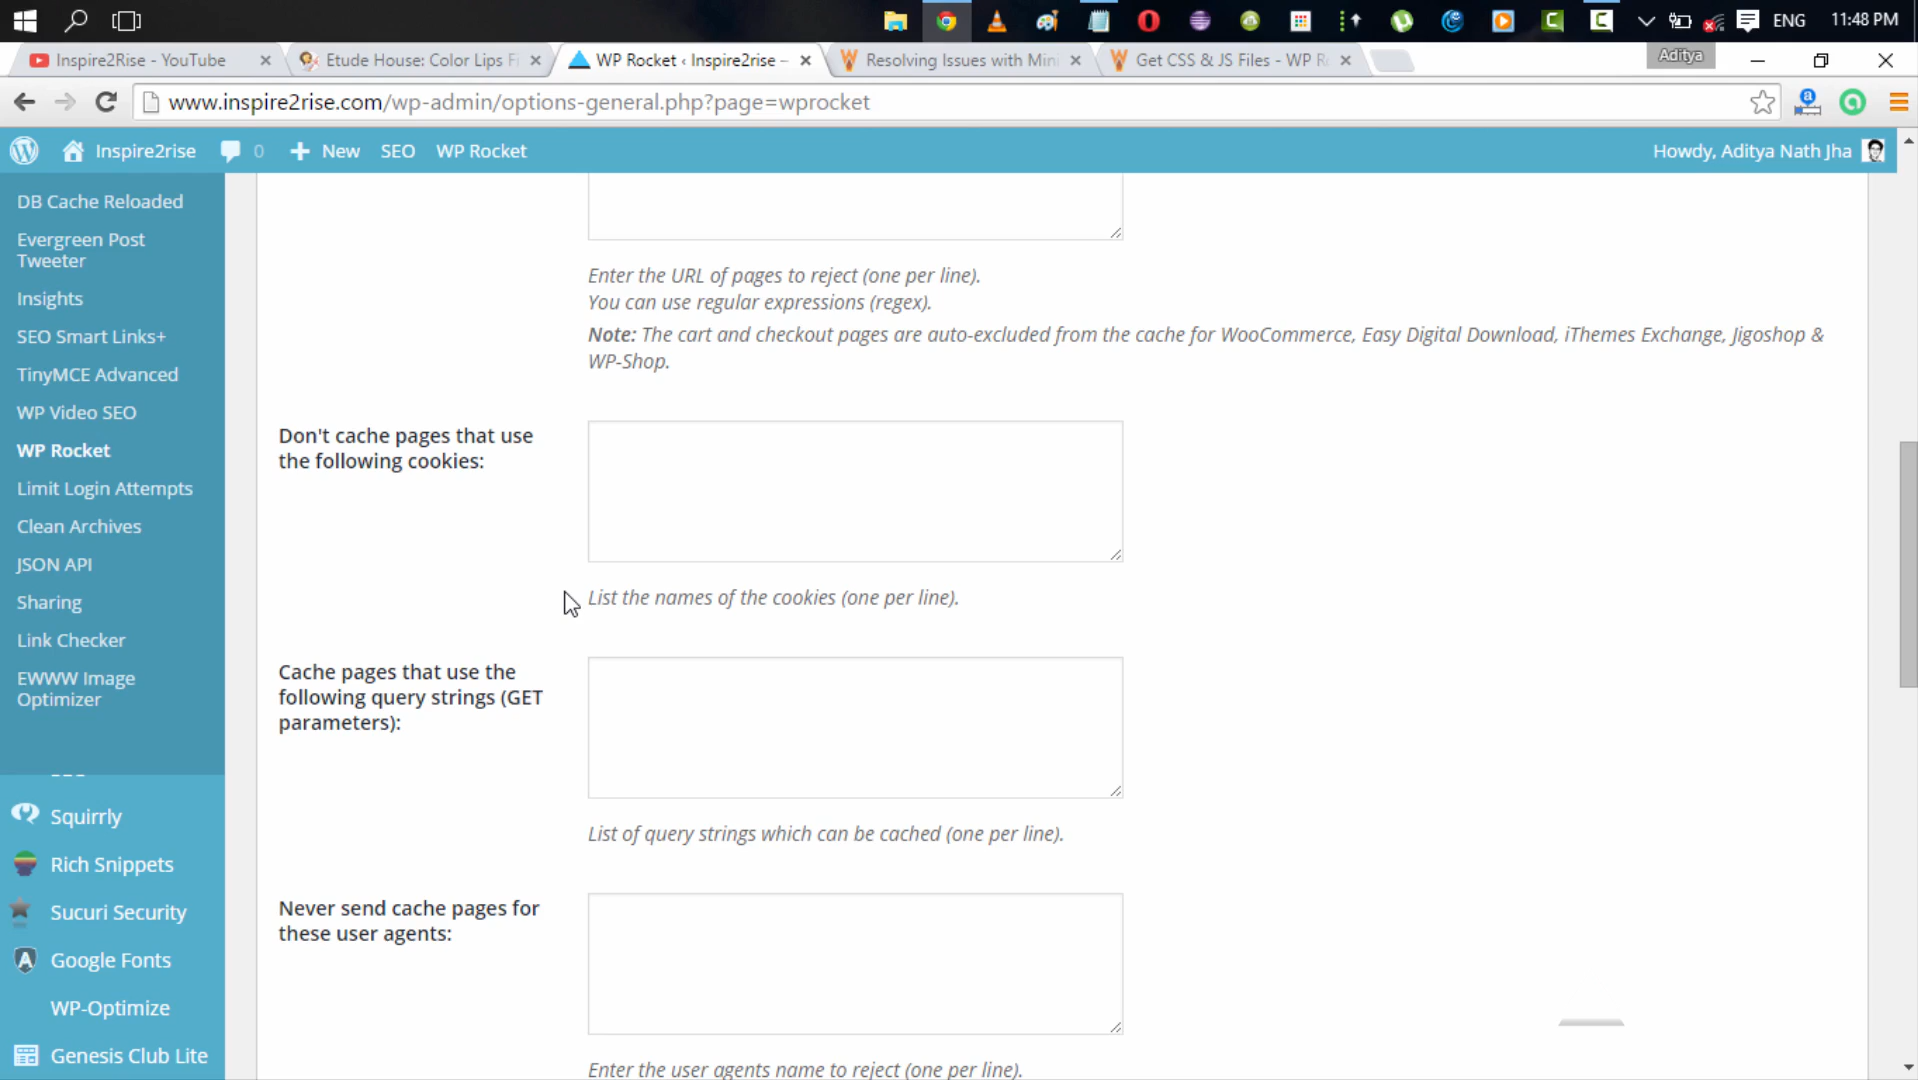 ENG
11:48 PM
Inspire2Rise - YouTube
Etude House: Color Lips Fi
WP Rocket ‹ Inspire2rise –
Resolving Issues with Mini
Get CSS & JS Files - WP Ro
Aditya
www.inspire2rise.com/wp-admin/options-general.php?page=wprocket
Inspire2rise
0
New
SEO
WP Rocket
Howdy, Aditya Nath Jha
DB Cache Reloaded
Evergreen Post
Tweeter
Insights
SEO Smart Links+
TinyMCE Advanced
WP Video SEO
WP Rocket
Limit Login Attempts
Clean Archives
JSON API
Sharing
Link Checker
EWWW Image
Optimizer
Squirrly
Rich Snippets
Sucuri Security
Google Fonts
WP-Optimize
Genesis Club Lite
Enter the URL of pages to reject (one per line).
You can use regular expressions (regex).
Note: The cart and checkout pages are auto-excluded from the cache for WooCommerce, Easy Digital Download, iThemes Exchange, Jigoshop &
WP-Shop.
Don't cache pages that use
the following cookies:
List the names of the cookies (one per line).
Cache pages that use the
following query strings (GET
parameters):
List of query strings which can be cached (one per line).
Never send cache pages for
these user agents:
Enter the user agents name to reject (one per line).